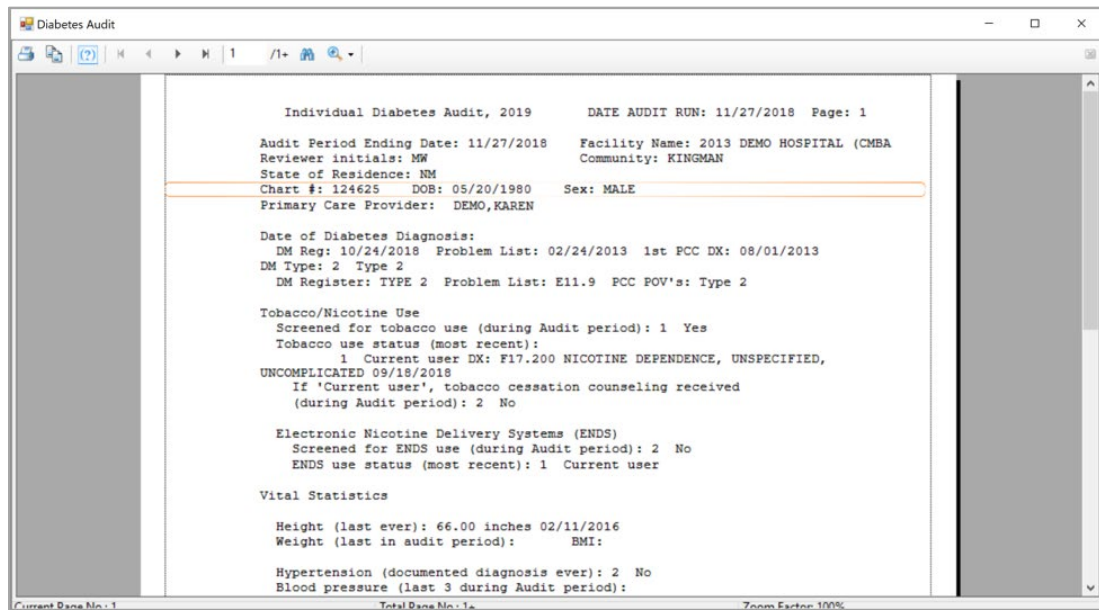 Diabetes Audit
1 /1+
Individual Diabetes Audit, 2019 DATE AUDIT RUN: 11/27/2018 Page: 1
Audit Period Ending Date: 11/27/2018 Facility Name: 2013 DEMO HOSPITAL (CMBA
Reviewer initials: MW Community: KINGMAN
State of Residence: NM
Chart #: 124625 DOB: 05/20/1980 Sex: MALE
Primary Care Provider: DEMO,KAREN
Date of Diabetes Diagnosis:
DM Reg: 10/24/2018 Problem List: 02/24/2013 1st PCC DX: 08/01/2013
DM Type: 2 Type 2
DM Register: TYPE 2 Problem List: E11.9 PCC POV's: Type 2
Tobacco/Nicotine Use
Screened for tobacco use (during Audit period): 1 Yes
Tobacco use status (most recent):
1 Current user DX: F17.200 NICOTINE DEPENDENCE, UNSPECIFIED,
UNCOMPLICATED 09/18/2018
If 'Current user', tobacco cessation counseling received
(during Audit period): 2 No
Electronic Nicotine Delivery Systems (ENDS)
Screened for ENDS use (during Audit period): 2 No
ENDS use status (most recent): 1 Current user
Vital Statistics
Height (last ever): 66.00 inches 02/11/2016
Weight (last in audit period): BMI:
Hypertension (documented diagnosis ever): 2 No
Blood pressure (last 3 during Audit period):
Current Page No.: 1 Total Page No.: 1+ Zoom Factor: 100%